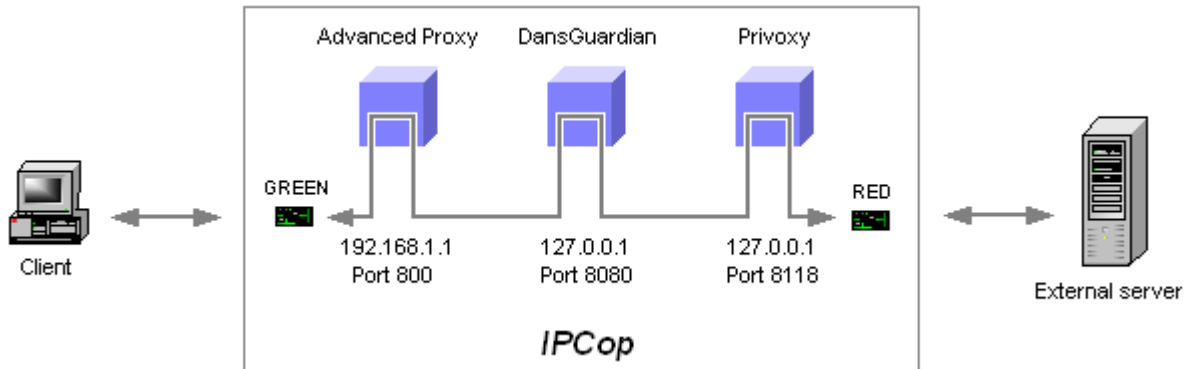 Advanced Proxy
DansGuardian
Privoxy
GREEN
RED
192.168.1.1
Port 800
127.0.0.1
Port 8080
127.0.0.1
Port 8118
Client
External server
IPCop